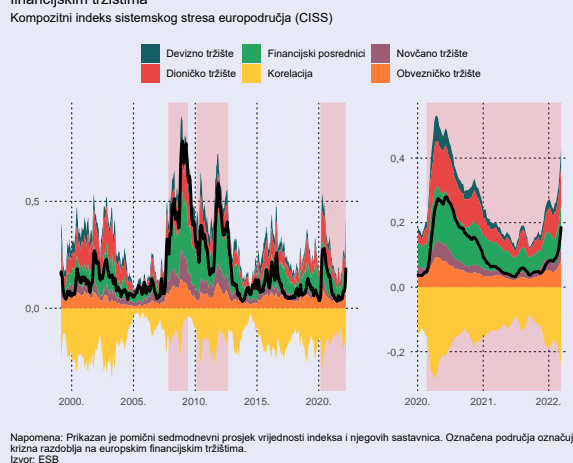 financijskim tržištima
Kompozitni indeks sistemskog stresa europodručja (CISS)
Devizno tržište Financijski posrednici Novčano tržište
Dioničko tržište Korelacija Obvezničko tržište
0,5
0,0
2000. 2005. 2010. 2015. 2020.
0,4
0,2
0,0
-0,2
2020. 2021. 2022.
Napomena: Prikazan je pomični sedmodnevni prosjek vrijednosti indeksa i njegovih sastavnica. Označena područja označuj
krizna razdoblja na europskim financijskim tržištima.
Izvor: ESB